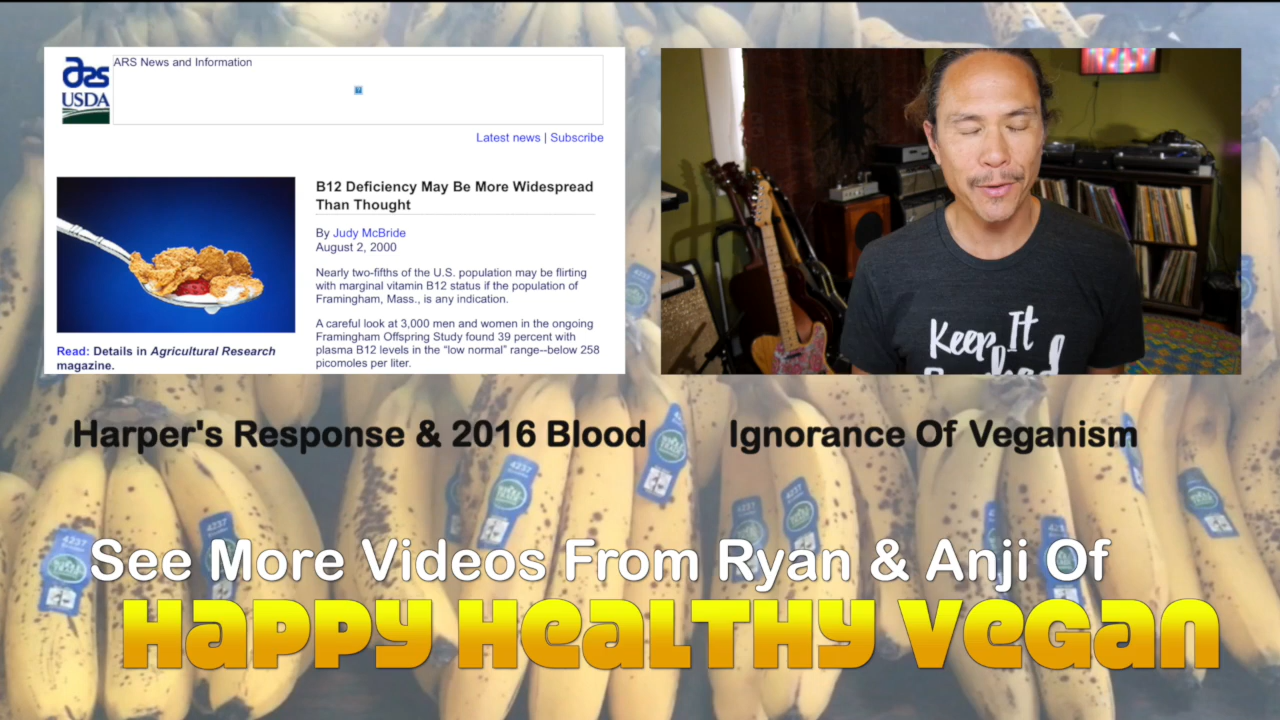 ars
USDA
ARS News and Information
Latest news | Subscribe
B12 Deficiency May Be More Widespread
Than Thought
By Judy McBride
August 2, 2000
Nearly two-fifths of the U.S. population may be flirting
with marginal vitamin B12 status if the population of
Framingham, Mass., is any indication.
A careful look at 3,000 men and women in the ongoing
Framingham Offspring Study found 39 percent with
plasma B12 levels in the "low normal" range--below 258
picomoles per liter.
Read: Details in Agricultural Research
magazine.
Keep It
Harper's Response & 2016 Blood
Ignorance Of Veganism
4237
4237
4237
See More Videos From Ryan & Anji Of
Happy Healthy Vegan